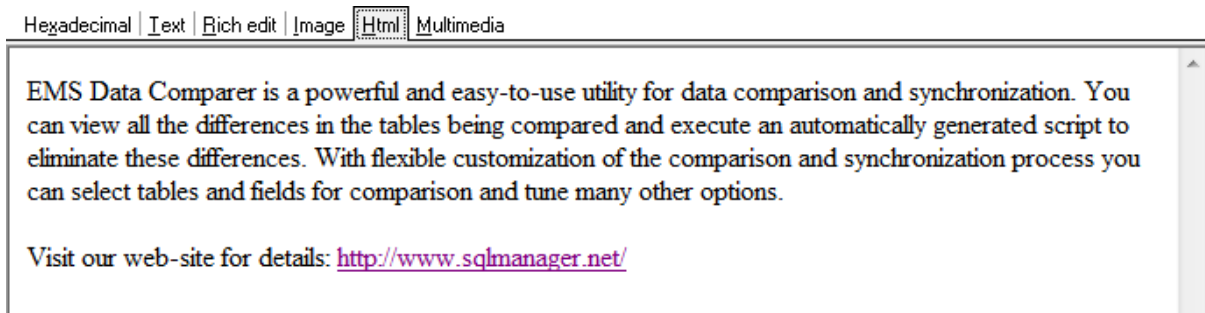 Hexadecimal Text Rich edit Image Html Multimedia
EMS Data Comparer is a powerful and easy-to-use utility for data comparison and synchronization. You
can view all the differences in the tables being compared and execute an automatically generated script to
eliminate these differences. With flexible customization of the comparison and synchronization process you
can select tables and fields for comparison and tune many other options.
Visit our web-site for details: http://www.sqlmanager.net/